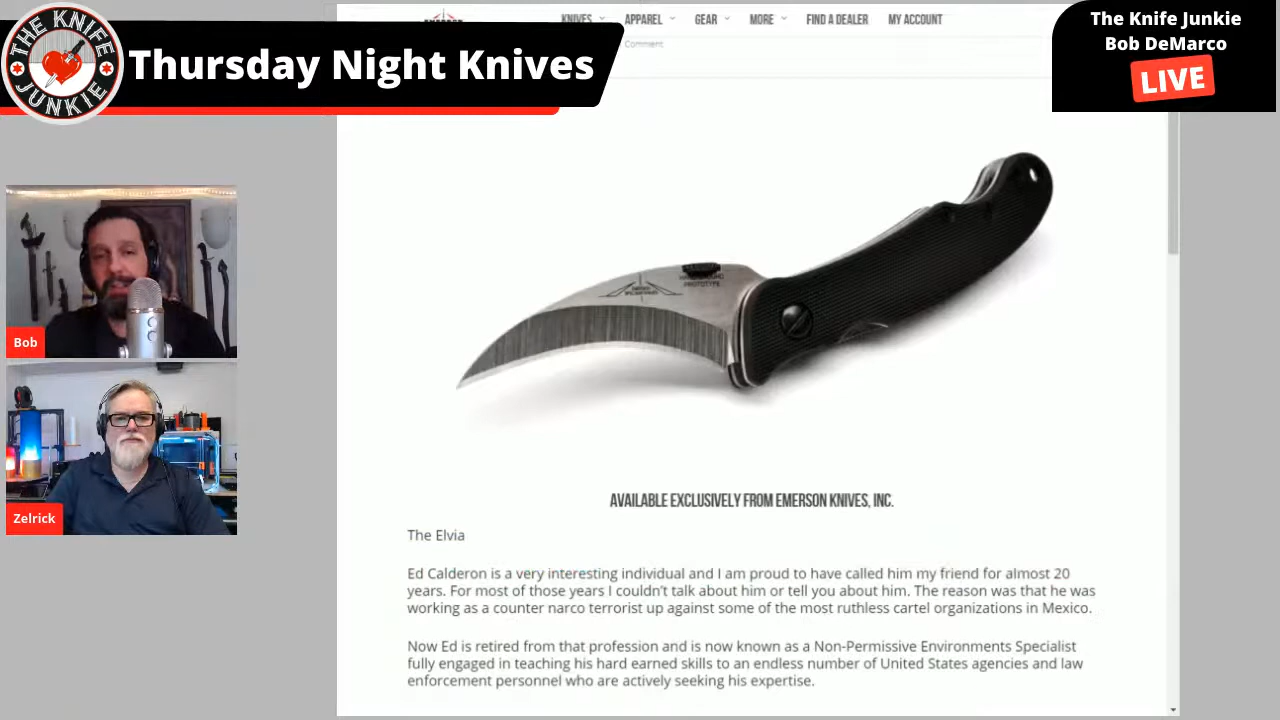 THE KNIFE
JUNKIE
Thursday Night Knives
KNIVES
APPAREL
GEAR
MORE
FIND A DEALER
MY ACCOUNT
Comment
The Knife Junkie
Bob DeMarco
LIVE
Bob
Zelrick
PROTOTYPE
AVAILABLE EXCLUSIVELY FROM EMERSON KNIVES, INC.
The Elvia
Ed Calderon is a very interesting individual and I am proud to have called him my friend for almost 20
years. For most of those years I couldn't talk about him or tell you about him. The reason was that he was
working as a counter narco terrorist up against some of the most ruthless cartel organizations in Mexico.
Now Ed is retired from that profession and is now known as a Non-Permissive Environments Specialist
fully engaged in teaching his hard earned skills to an endless number of United States agencies and law
enforcement personnel who are actively seeking his expertise.